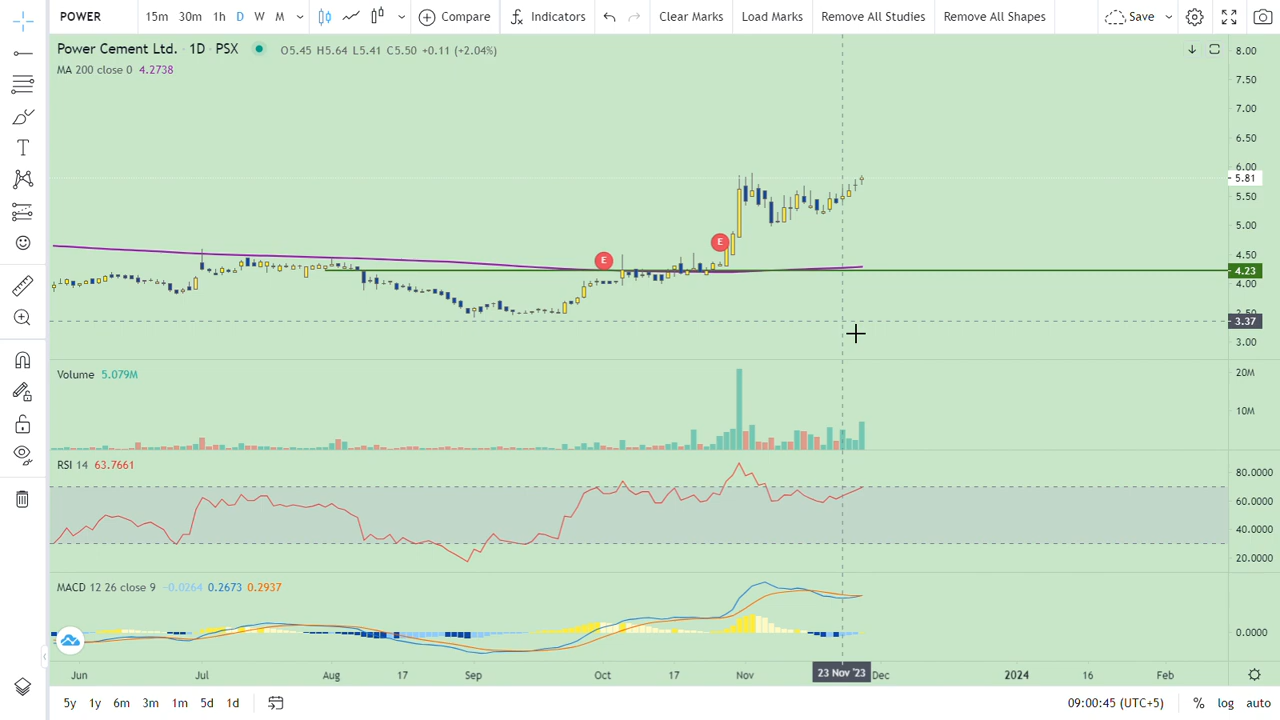 POWER 15m 30m 1h D W M Compare Indicators Clear Marks Load Marks Remove All Studies Remove All Shapes Save
Power Cement Ltd. · 1D · PSX O5.45 H5.64 L5.41 C5.50 +0.11 (+2.04%)
MA 200 close 0 4.2738
8.00
7.50
7.00
6.50
6.00
5.81
5.50
5.00
E
E
4.50
4.23
4.00
3.50
3.37
3.00
Volume 5.079M
20M
10M
RSI 14 63.7661
80.0000
60.0000
40.0000
20.0000
MACD 12 26 close 9 −0.0264 0.2673 0.2937
0.0000
Jun Jul Aug 17 Sep Oct 17 Nov 23 Nov '23 Dec 2024 16 Feb
5y 1y 6m 3m 1m 5d 1d 09:00:45 (UTC+5) % log auto